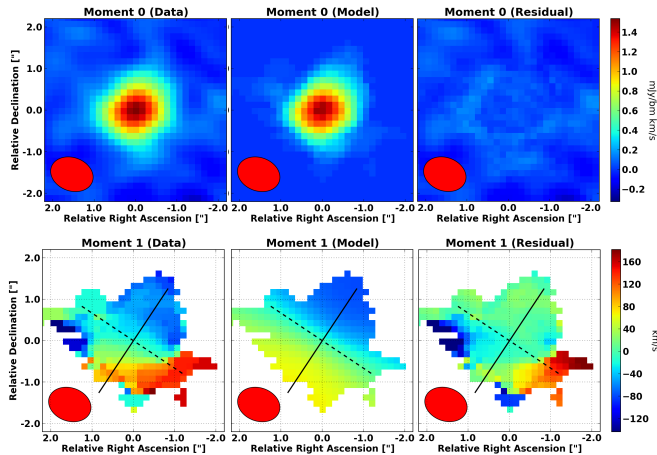 Moment 0 (Data) Moment 0 (Model) Moment 0 (Residual)
Relative Declination ["]
2.0
1.0
0.0
-1.0
-2.0
2.0 1.0 0.0 -1.0 -2.0 2.0 1.0 0.0 -1.0 -2.0 2.0 1.0 0.0 -1.0 -2.0
Relative Right Ascension ["] Relative Right Ascension ["] Relative Right Ascension ["]
1.4
1.2
1.0
0.8
0.6
0.4
0.2
0.0
−0.2
mJy/bm km/s
Moment 1 (Data) Moment 1 (Model) Moment 1 (Residual)
Relative Declination ["]
2.0
1.0
0.0
-1.0
-2.0
2.0 1.0 0.0 -1.0 -2.0 2.0 1.0 0.0 -1.0 -2.0 2.0 1.0 0.0 -1.0 -2.0
Relative Right Ascension ["] Relative Right Ascension ["] Relative Right Ascension ["]
160
120
80
40
0
−40
−80
−120
km/s